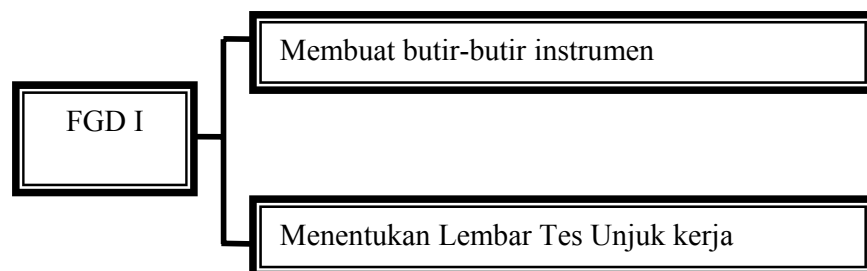 Membuat butir-butir instrumen
FGD I
Menentukan Lembar Tes Unjuk kerja